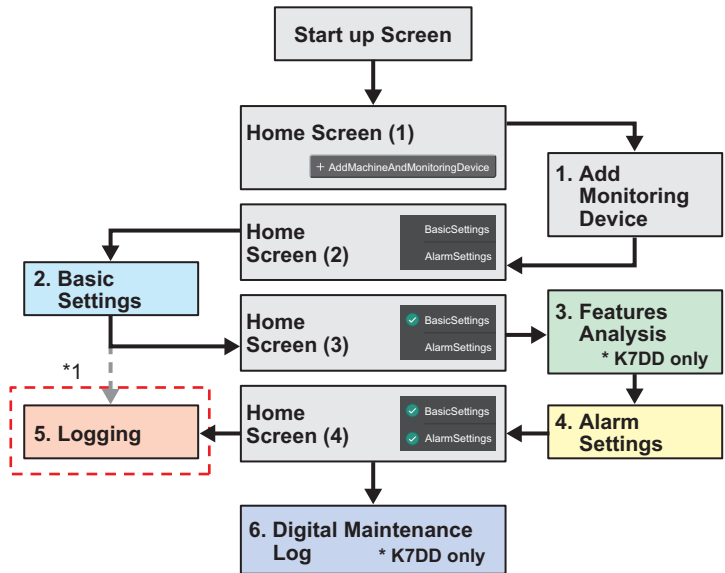 Start up Screen
Home Screen (1)
+ AddMachineAndMonitoringDevice
1. Add
Monitoring
Device
Home
Screen (2)
BasicSettings
AlarmSettings
2. Basic
Settings
Home
Screen (3)
BasicSettings
AlarmSettings
3. Features
Analysis
* K7DD only
*1
5. Logging
Home
Screen (4)
BasicSettings
AlarmSettings
4. Alarm
Settings
6. Digital Maintenance
Log * K7DD only